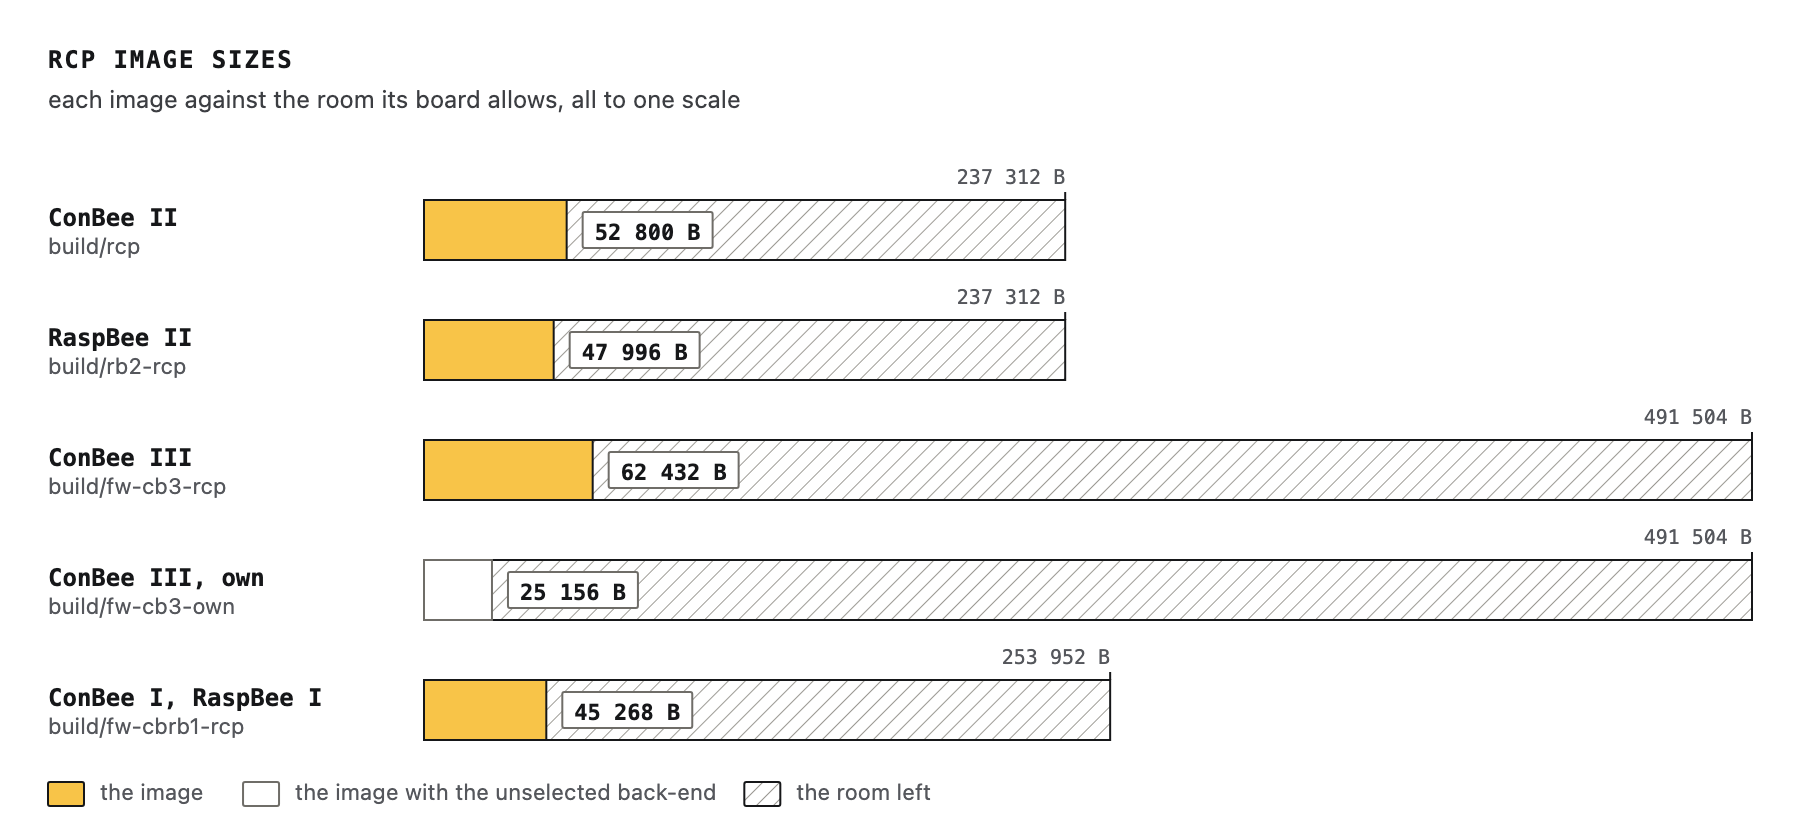 RCP IMAGE SIZES
each image against the room its board allows, all to one scale
237 312 B
ConBee II
build/rcp
52 800 B
237 312 B
RaspBee II
build/rb2-rcp
47 996 B
491 504 B
ConBee III
build/fw-cb3-rcp
62 432 B
491 504 B
ConBee III, own
build/fw-cb3-own
25 156 B
253 952 B
ConBee I, RaspBee I
build/fw-cbrb1-rcp
45 268 B
the image
the image with the unselected back-end
the room left